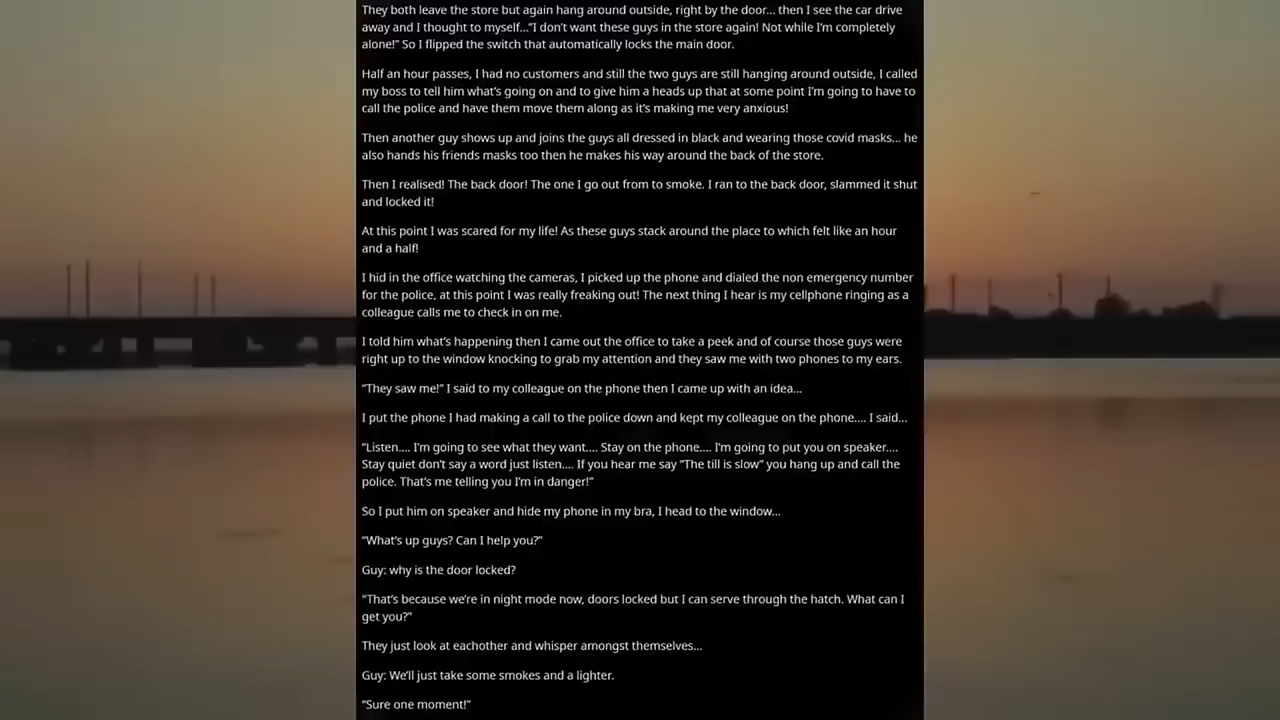 They both leave the store but again hang around outside, right by the door... then I see the car drive
away and I thought to myself..."I don't want these guys in the store again! Not while I'm completely
alone!" So I flipped the switch that automatically locks the main door.
Half an hour passes, I had no customers and still the two guys are still hanging around outside, I called
my boss to tell him what's going on and to give him a heads up that at some point I'm going to have to
call the police and have them move them along as it's making me very anxious!
Then another guy shows up and joins the guys all dressed in black and wearing those covid masks... he
also hands his friends masks too then he makes his way around the back of the store.
Then I realised! The back door! The one I go out from to smoke. I ran to the back door, slammed it shut
and locked it!
At this point I was scared for my life! As these guys stack around the place to which felt like an hour
and a half!
I hid in the office watching the cameras, I picked up the phone and dialed the non emergency number
for the police, at this point I was really freaking out! The next thing I hear is my cellphone ringing as a
colleague calls me to check in on me.
I told him what's happening then I came out the office to take a peek and of course those guys were
right up to the window knocking to grab my attention and they saw me with two phones to my ears.
"They saw me!" I said to my colleague on the phone then I came up with an idea...
I put the phone I had making a call to the police down and kept my colleague on the phone.... I said...
"Listen.... I'm going to see what they want.... Stay on the phone.... I'm going to put you on speaker....
Stay quiet don't say a word just listen.... If you hear me say "The till is slow" you hang up and call the
police. That's me telling you I'm in danger!"
So I put him on speaker and hide my phone in my bra, I head to the window...
"What's up guys? Can I help you?"
Guy: why is the door locked?
"That's because we're in night mode now, doors locked but I can serve through the hatch. What can I
get you?"
They just look at eachother and whisper amongst themselves...
Guy: We'll just take some smokes and a lighter.
"Sure one moment!"